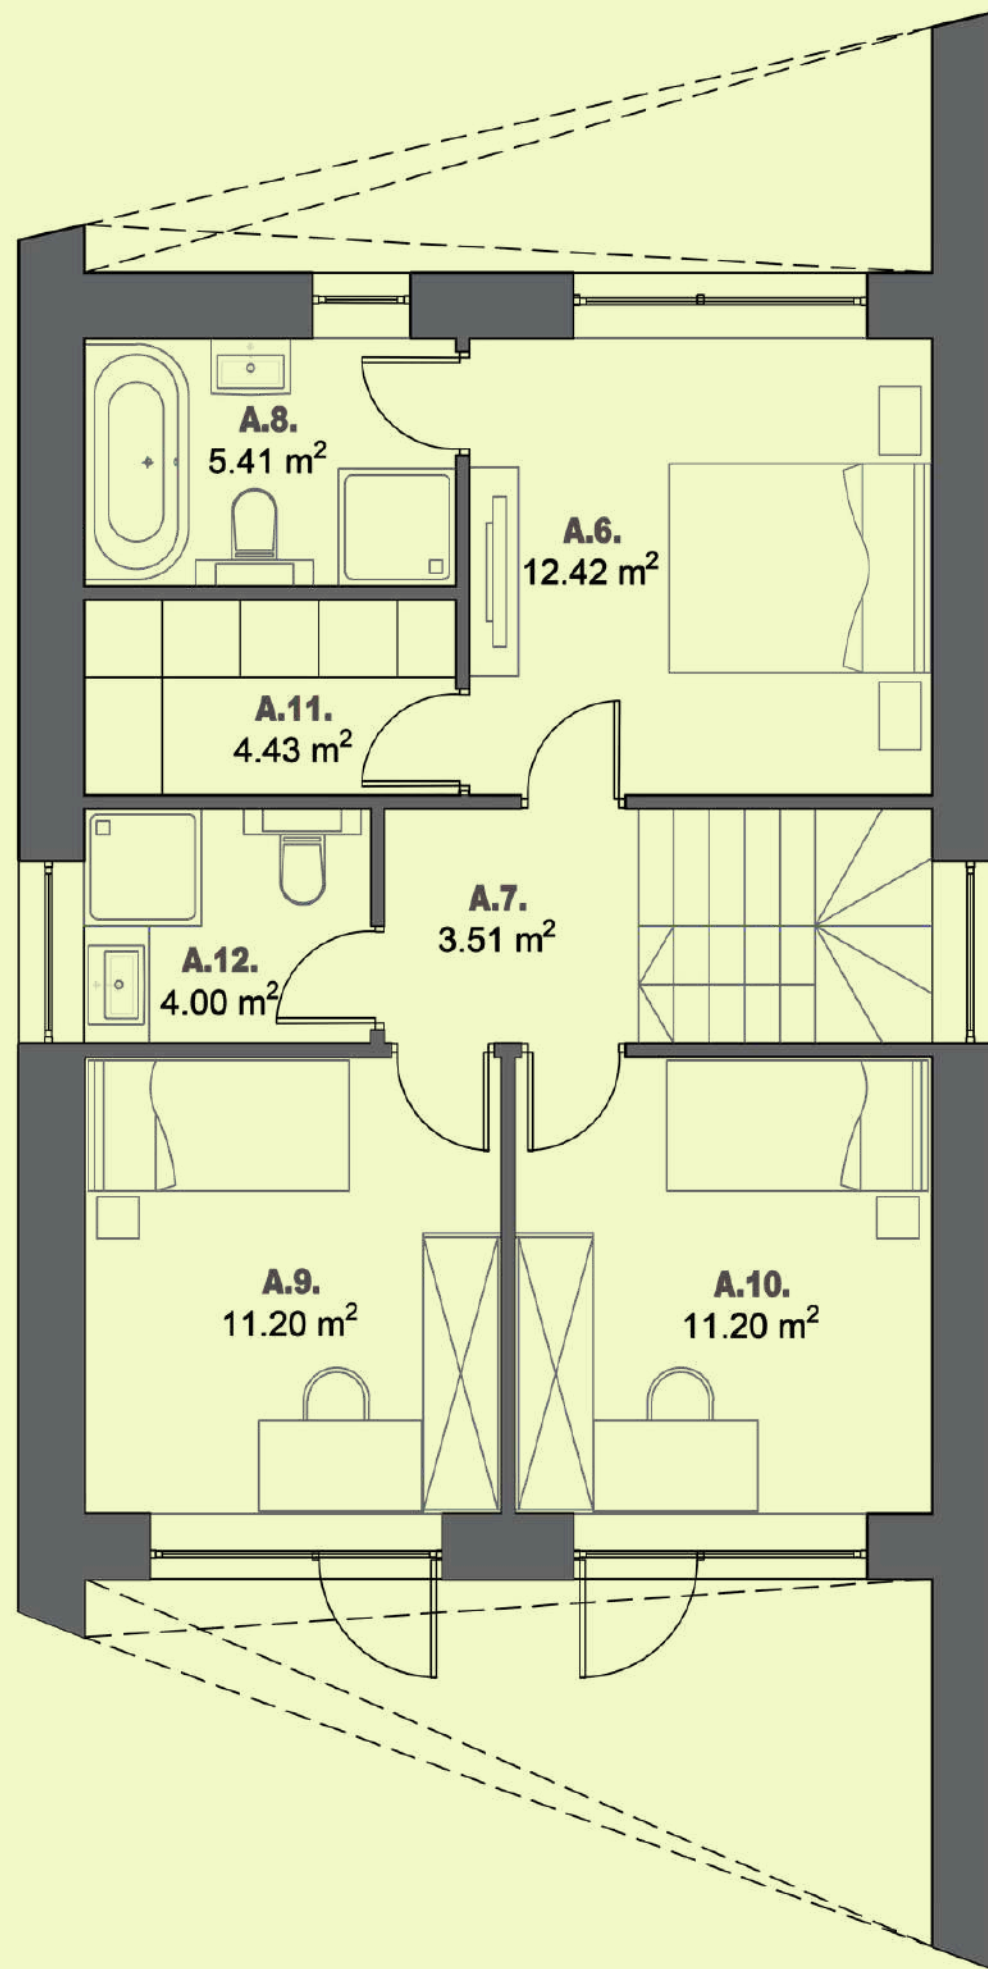 A.8.
5.41 m²
A.6.
12.42 m²
A.11.
4.43 m²
A.7.
3.51 m²
A.12.
4.00 m²
A.9.
11.20 m²
A.10.
11.20 m²